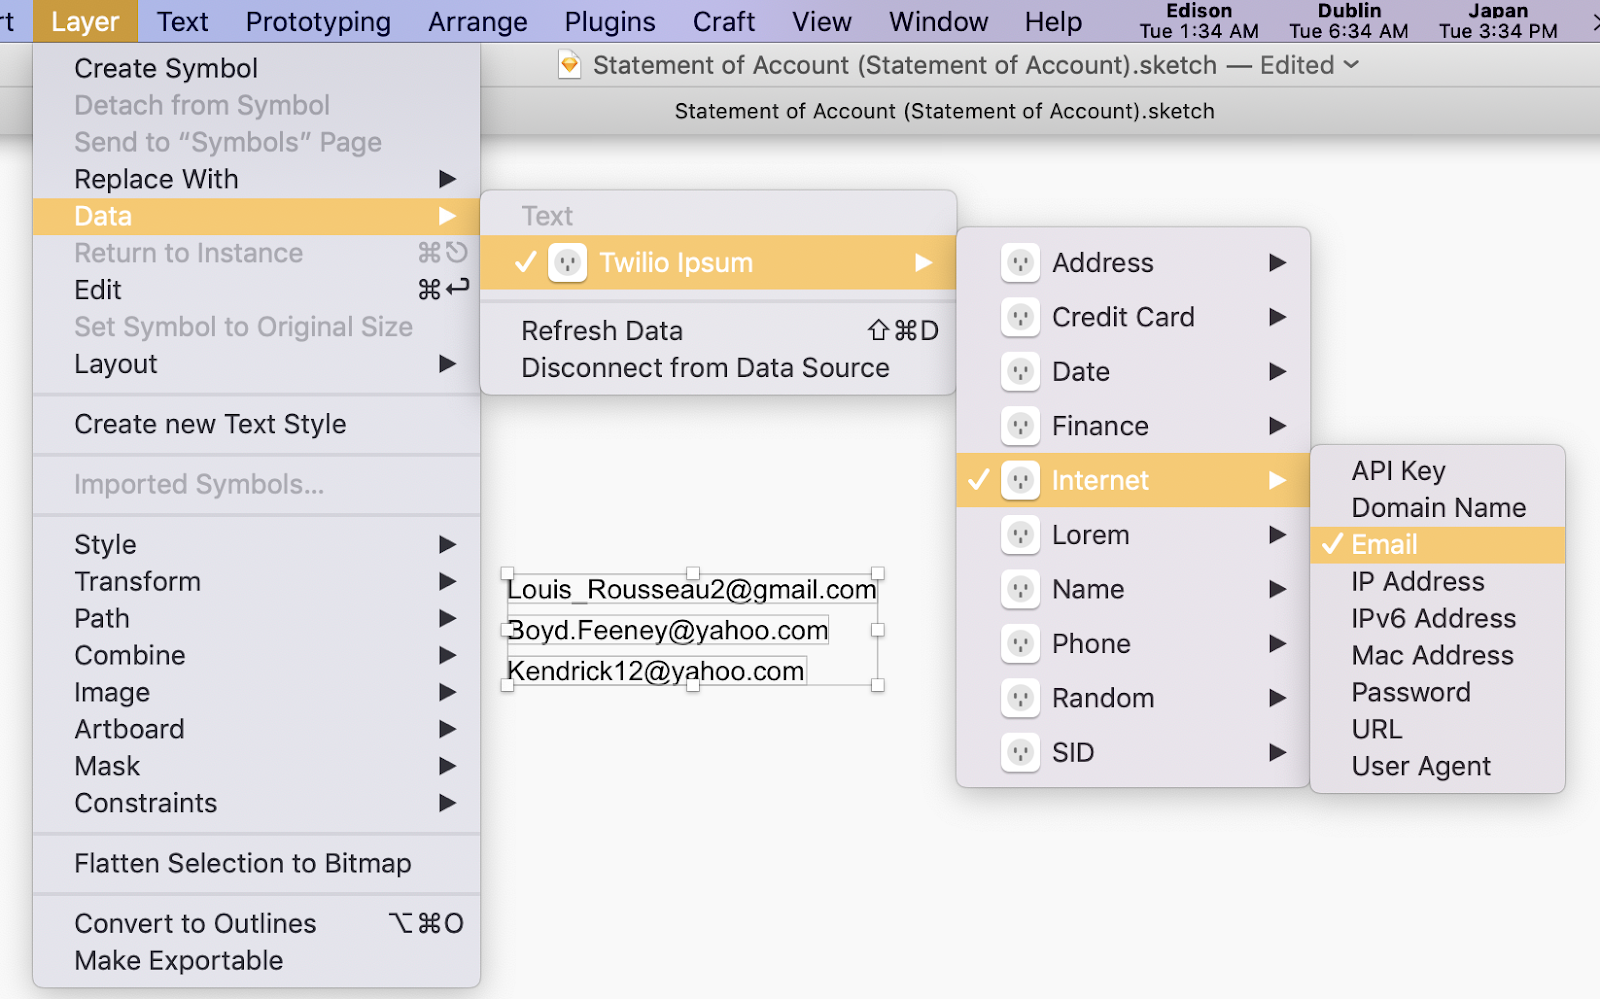 Layer Text Prototyping Arrange Plugins Craft View Window Help Edison Dublin Japan
Tue 1:34 AM Tue 6:34 AM Tue 3:34 PM
Statement of Account (Statement of Account).sketch — Edited
Statement of Account (Statement of Account).sketch
Create Symbol
Detach from Symbol
Send to “Symbols” Page
Replace With
Data
Return to Instance ⌘⎋
Edit ⌘↩
Set Symbol to Original Size
Layout
Create new Text Style
Imported Symbols...
Style
Transform
Path
Combine
Image
Artboard
Mask
Constraints
Flatten Selection to Bitmap
Convert to Outlines ⌥⌘O
Make Exportable
Text
✓ Twilio Ipsum
Refresh Data ⇧⌘D
Disconnect from Data Source
Address
Credit Card
Date
Finance
✓ Internet
Lorem
Name
Phone
Random
SID
API Key
Domain Name
✓ Email
IP Address
IPv6 Address
Mac Address
Password
URL
User Agent
Louis_Rousseau2@gmail.com
Boyd.Feeney@yahoo.com
Kendrick12@yahoo.com